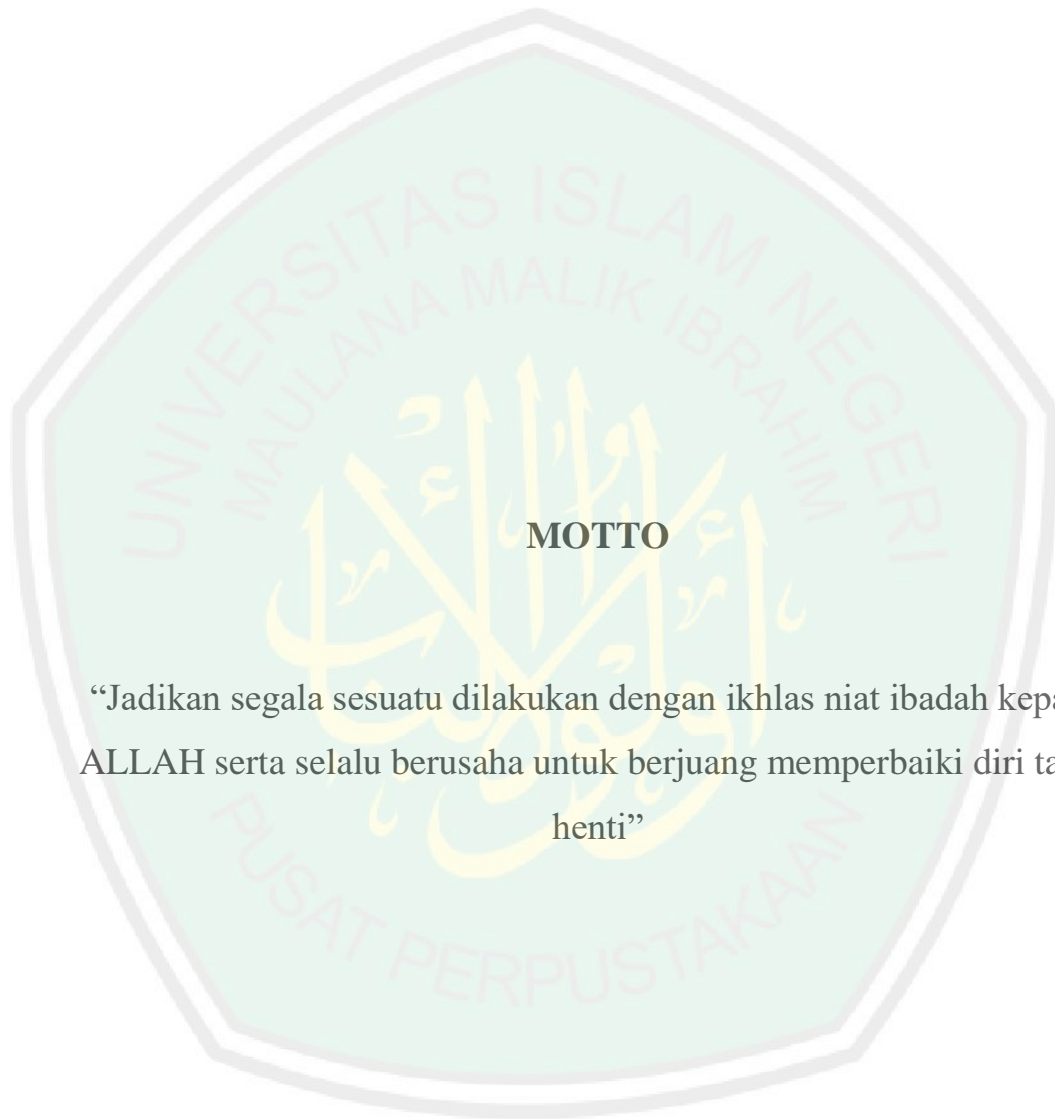 UNIVERSITAS ISLAM NEGERI
MAULANA MALIK IBRAHIM
MOTTO
“Jadikan segala sesuatu dilakukan dengan ikhlas niat ibadah kepa
ALLAH serta selalu berusaha untuk berjuang memperbaiki diri ta
henti”
PUSAT PERPUSTAKAAN